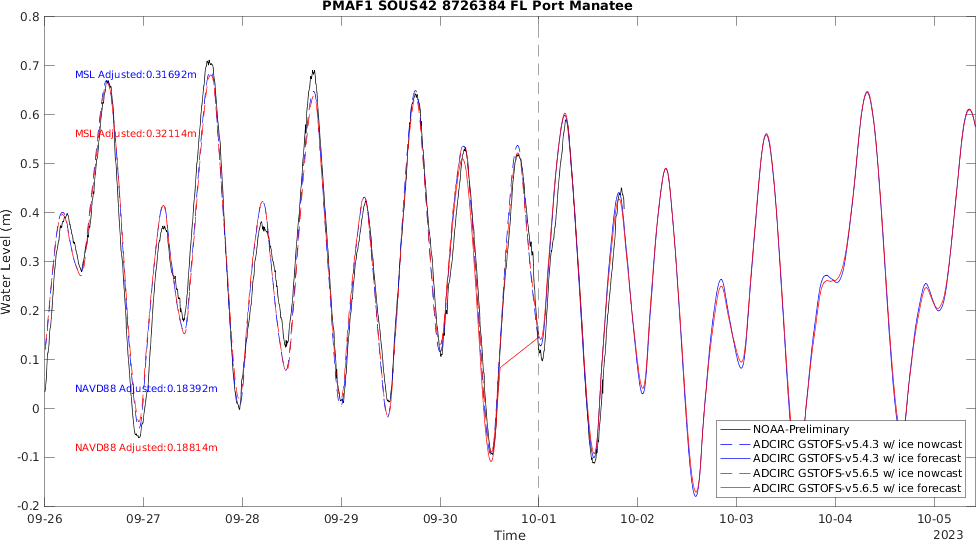 PMAF1 SOUS42 8726384 FL Port Manatee
Water Level (m)
0.8
0.7
0.6
0.5
0.4
0.3
0.2
0.1
0
-0.1
-0.2
MSL Adjusted:0.31692m
MSL Adjusted:0.32114m
NAVD88 Adjusted:0.18392m
NAVD88 Adjusted:0.18814m
NOAA-Preliminary
ADCIRC GSTOFS-v5.4.3 w/ ice nowcast
ADCIRC GSTOFS-v5.4.3 w/ ice forecast
ADCIRC GSTOFS-v5.6.5 w/ ice nowcast
ADCIRC GSTOFS-v5.6.5 w/ ice forecast
09-26 09-27 09-28 09-29 09-30 10-01 10-02 10-03 10-04 10-05
Time
2023